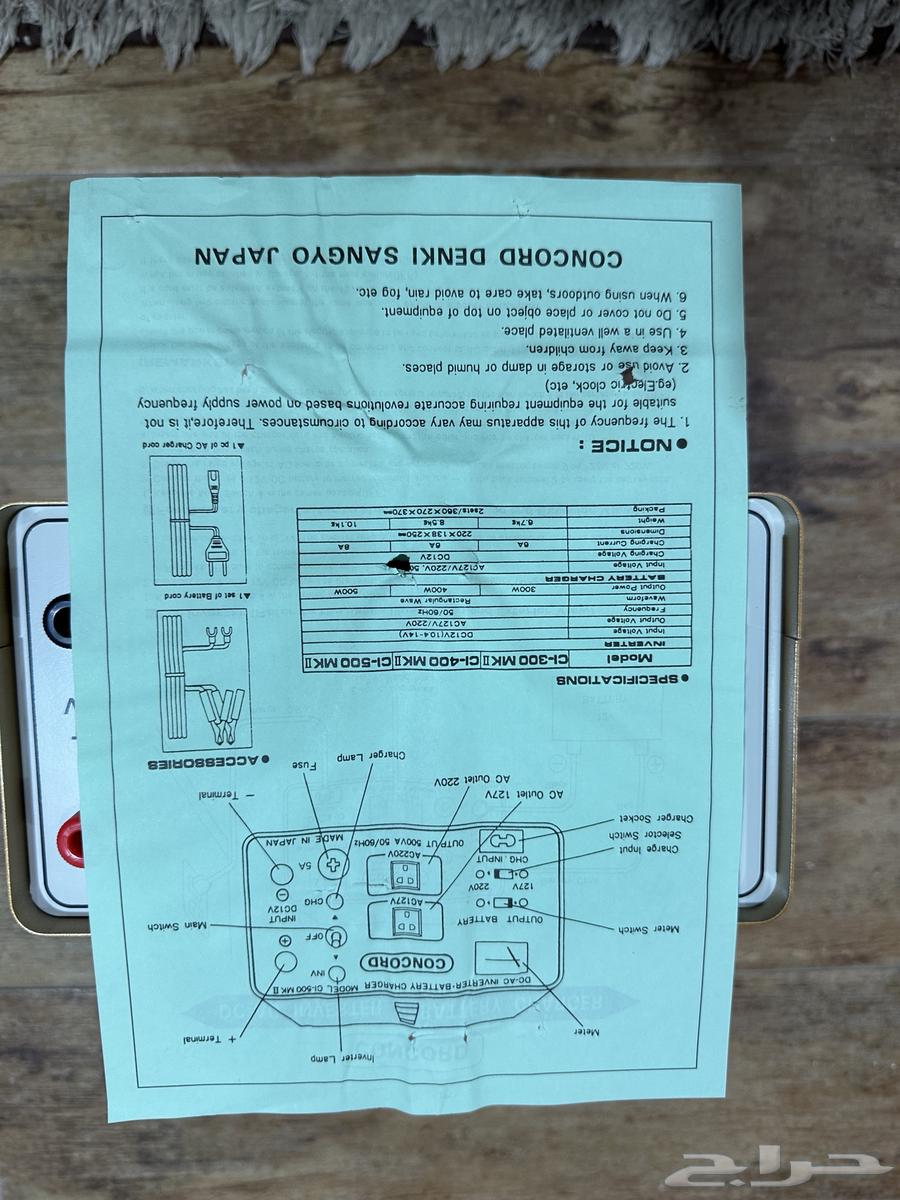 Meter
Inverter Lamp
+ Terminal
Meter Switch
Main Switch
Charge Input
Selector Switch
Charger Socket
− Terminal
AC Outlet 127V
AC Outlet 220V
Charger Lamp
Fuse
DC-AC INVERTER-BATTERY CHARGER MODEL CI-500 MKⅡ
CONCORD
INV
OFF
CHG
INPUT
DC12V
OUTPUT BATTERY
127V 220V
CHG. INPUT
AC127V
AC220V
5A
OUTPUT 500VA 50/60Hz
MADE IN JAPAN
● ACCESSORIES
▲1 set of Battery cord
▲1 pc of AC Charger cord
● SPECIFICATIONS
Model CI-300 MKⅡ CI-400 MKⅡ CI-500 MKⅡ
INVERTER
Input Voltage DC12V(10.4-14V)
Output Voltage AC127V/220V
Frequency 50/60Hz
Waveform Rectangular Wave
Output Power 300W 400W 500W
BATTERY CHARGER
Input Voltage AC127V/220V,
Charging Voltage DC12V
Charging Current 6A 6A 8A
Dimensions 220×138×250mm
Weight 6.7kg 8.5kg 10.1kg
Packing 2sets/360×270×370mm
● NOTICE :
1. The frequency of this apparatus may vary according to circumstances. Therefore,it is not
suitable for the equipment requiring accurate revolutions based on power supply frequency
(eg.Electric clock, etc)
2. Avoid use or storage in damp or humid places.
3. Keep away from children.
4. Use in a well ventilated place.
5. Do not cover or place object on top of equipment.
6. When using outdoors, take care to avoid rain, fog etc.
CONCORD DENKI SANGYO JAPAN
حراج